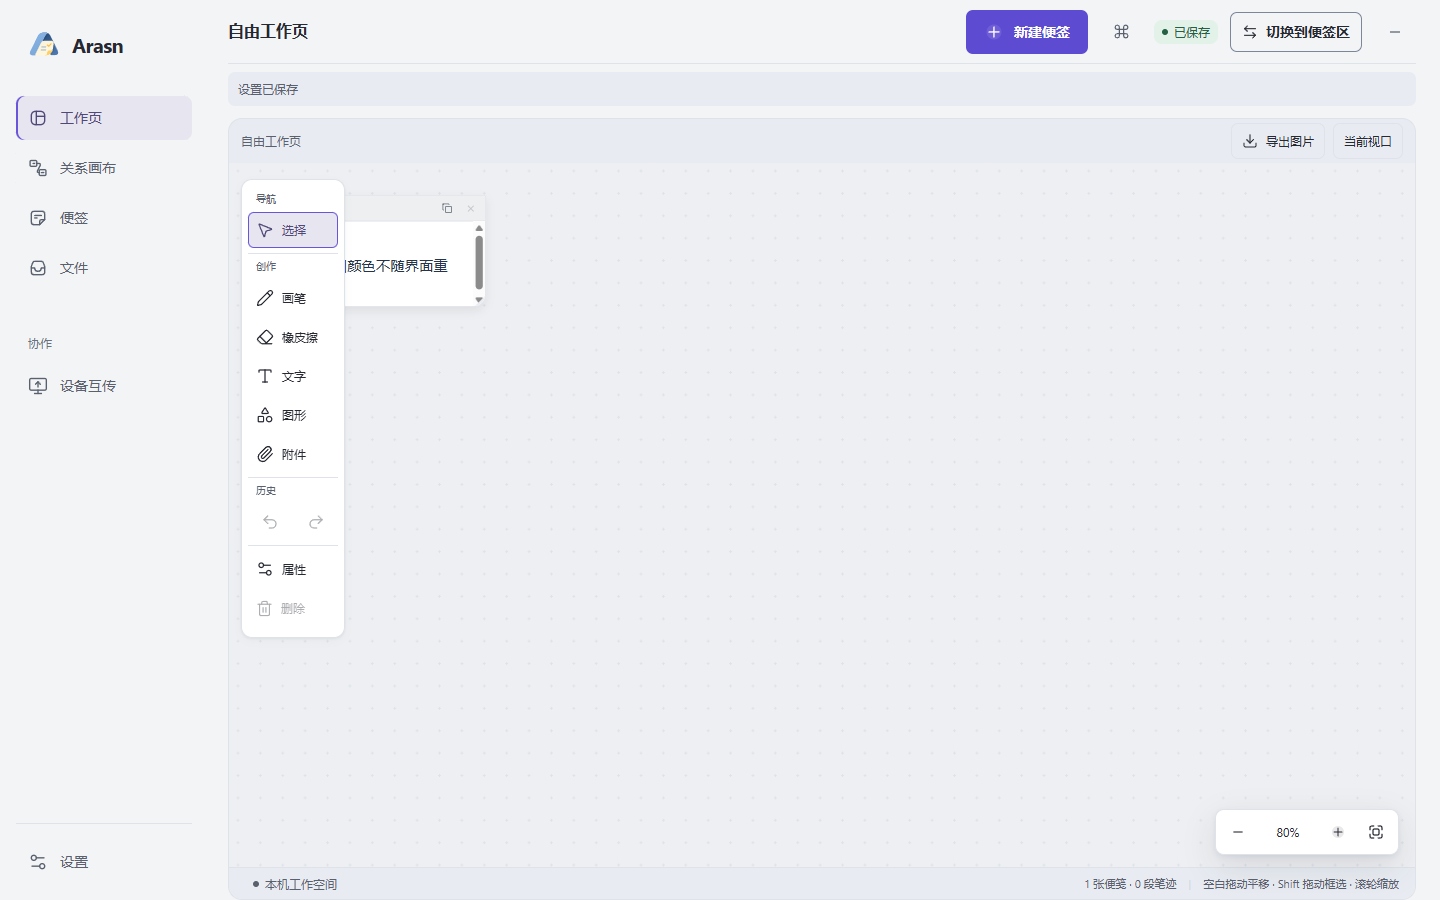 Arasn
工作页
关系画布
便签
文件
协作
设备互传
设置
自由工作页
新建便签
已保存
切换到便签区
设置已保存
自由工作页
导出图片
当前视口
导航
选择
创作
画笔
橡皮擦
文字
图形
附件
历史
属性
删除
颜色不随界面重
80%
本机工作空间
1 张便笺 · 0 段笔迹
空白拖动平移 · Shift 拖动框选 · 滚轮缩放